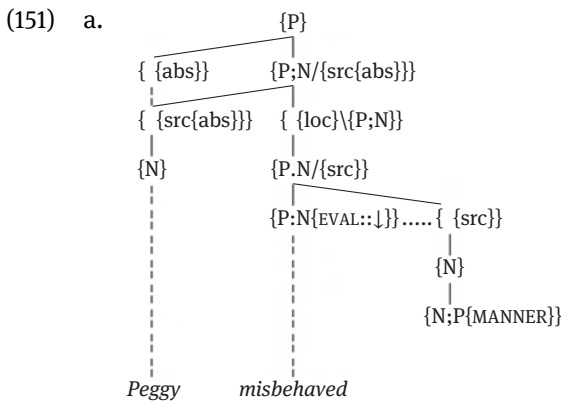 (151) a. {P}
{ {abs}} {P;N/{src{abs}}}
{ {src{abs}}} { {loc}\{P;N}}
{N} {P.N/{src}}
{P:N{EVAL::↓}}.....{ {src}}
{N}
{N;P{MANNER}}
Peggy misbehaved